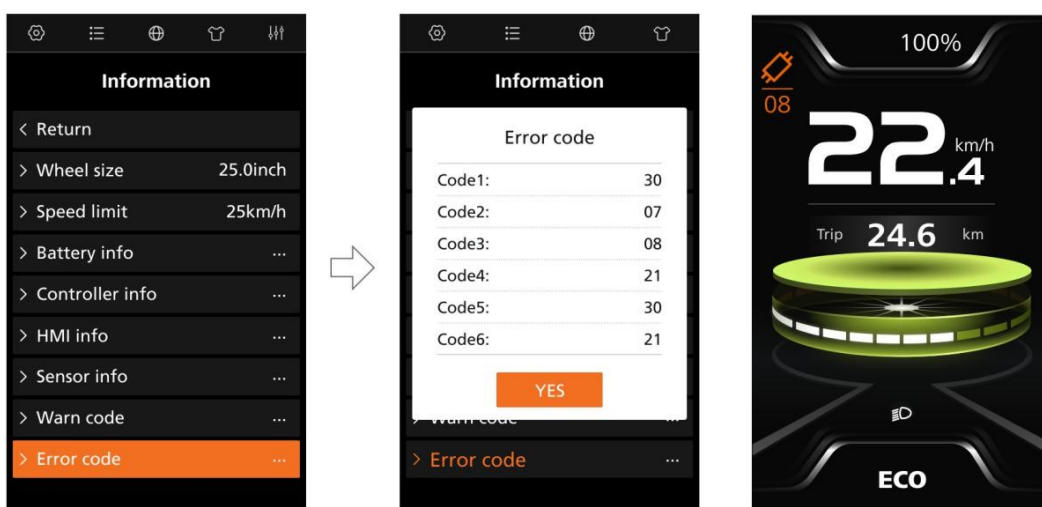 Information
< Return
> Wheel size 25.0inch
> Speed limit 25km/h
> Battery info ...
> Controller info ...
> HMI info ...
> Sensor info ...
> Warn code ...
> Error code ...
Information
Error code
Code1: 30
Code2: 07
Code3: 08
Code4: 21
Code5: 30
Code6: 21
YES
> Warn code ...
> Error code ...
100%
08
22.4 km/h
Trip 24.6 km
ECO